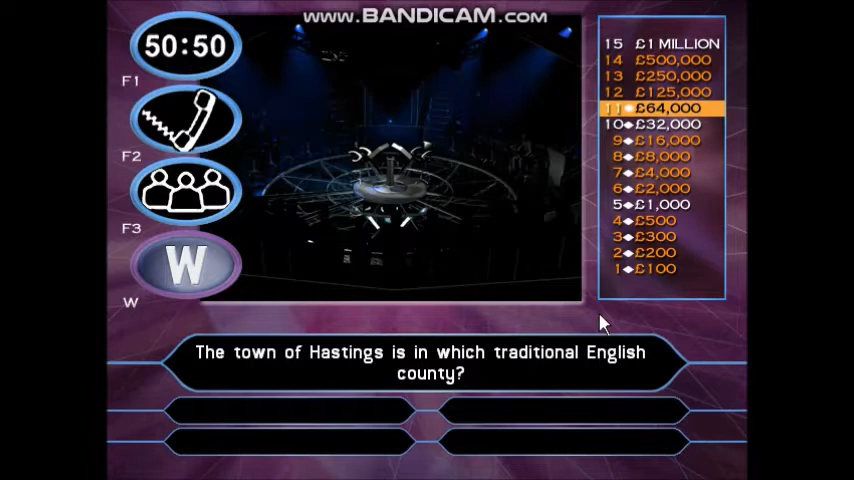 www.BANDICAM.com
50:50
F1
F2
F3
W
W
15 £1 MILLION
14 £500,000
13 £250,000
12 £125,000
11◆£64,000
10◆£32,000
9◆£16,000
8◆£8,000
7◆£4,000
6◆£2,000
5◆£1,000
4◆£500
3◆£300
2◆£200
1◆£100
The town of Hastings is in which traditional English
county?